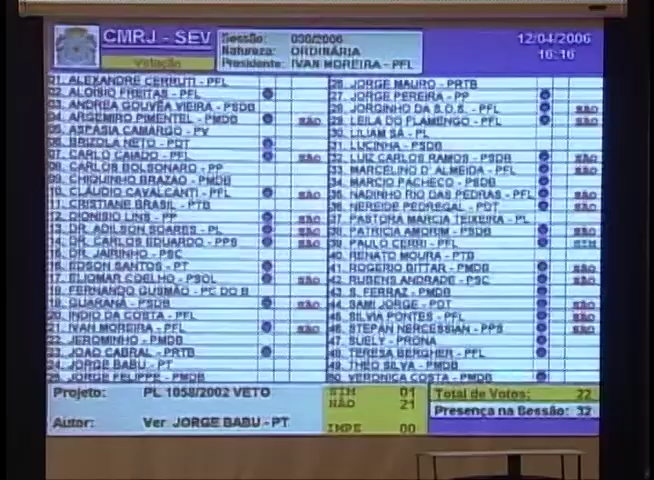 CMRJ - SEV
Votação
Sessão: 030/2006
Natureza: ORDINÁRIA
Presidente: IVAN MOREIRA - PFL
12/04/2006
16:16
01. ALEXANDRE CERRUTI - PFL
02. ALOISIO FREITAS - PFL
03. ANDREA GOUVÊA VIEIRA - PSDB
04. ARGEMIRO PIMENTEL - PMDB NÃO
05. ASPASIA CAMARGO - PV
06. BRIZOLA NETO - PDT NÃO
07. CARLO CAIADO - PFL NÃO
08. CARLOS BOLSONARO - PP
09. CHIQUINHO BRAZÃO - PMDB
10. CLÁUDIO CAVALCANTI - PFL NÃO
11. CRISTIANE BRASIL - PTB
12. DIONÍSIO LINS - PP NÃO
13. DR. ADILSON SOARES - PL NÃO
14. DR. CARLOS EDUARDO - PPS NÃO
15. DR. JAIRINHO - PSC
16. EDSON SANTOS - PT
17. ELIOMAR COELHO - PSOL NÃO
18. FERNANDO GUSMÃO - PC DO B
19. GUARANÁ - PSDB NÃO
20. INDIO DA COSTA - PFL
21. IVAN MOREIRA - PFL NÃO
22. JEROMINHO - PMDB
23. JOÃO CABRAL - PRTB
24. JORGE BABU - PT
25. JORGE FELIPPE - PMDB
26. JORGE MAURO - PRTB
27. JORGE PEREIRA - PP
28. JORGINHO DA S.O.S. - PFL NÃO
29. LEILA DO FLAMENGO - PFL NÃO
30. LILIAM SÁ - PL
31. LUCINHA - PSDB
32. LUIZ CARLOS RAMOS - PSDB NÃO
33. MARCELINO D'ALMEIDA - PFL NÃO
34. MARCIO PACHECO - PSDB
35. NADINHO RIO DAS PEDRAS - PFL NÃO
36. NEREIDE PEDREGAL - PDT NÃO
37. PASTORA MÁRCIA TEIXEIRA - PL
38. PATRÍCIA AMORIM - PSDB NÃO
39. PAULO CERRI - PFL SIM
40. RENATO MOURA - PTB
41. ROGERIO BITTAR - PMDB NÃO
42. RUBENS ANDRADE - PSC NÃO
43. S. FERRAZ - PMDB
44. SAMI JORGE - PDT NÃO
45. SILVIA PONTES - PFL NÃO
46. STEPAN NERCESSIAN - PPS NÃO
47. SUELY - PRONA
48. TERESA BERGHER - PFL
49. THÉO SILVA - PMDB
50. VERÔNICA COSTA - PMDB
Projeto: PL 1058/2002 VETO
Autor: Ver JORGE BABU - PT
SIM 01
NÃO 21
IMPE 00
Total de Votos: 22
Presença na Sessão: 32